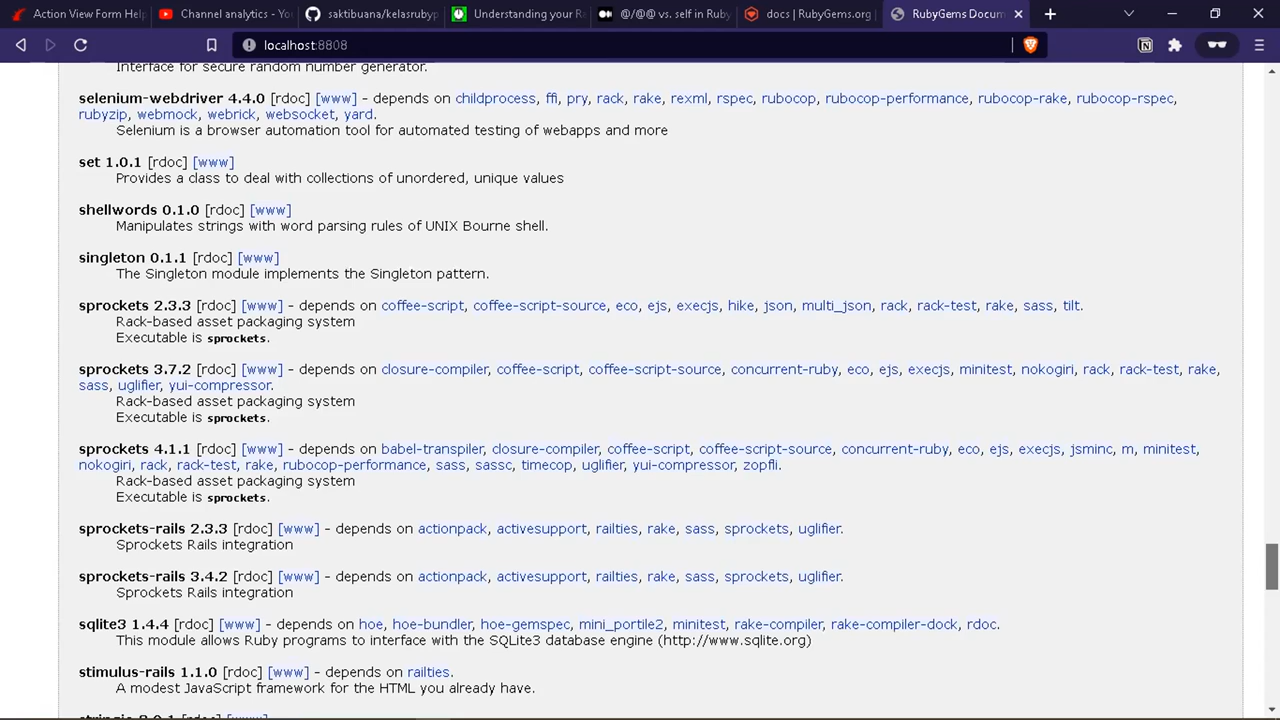 Action View Form Help
Channel analytics - You
saktibuana/kelasrubyp
Understanding your Ra
@/@@ vs. self in Ruby
docs | RubyGems.org
RubyGems Docum
localhost:8808
Interface for secure random number generator.
selenium-webdriver 4.4.0 [rdoc] [www] - depends on childprocess, ffi, pry, rack, rake, rexml, rspec, rubocop, rubocop-performance, rubocop-rake, rubocop-rspec,
rubyzip, webmock, webrick, websocket, yard.
Selenium is a browser automation tool for automated testing of webapps and more
set 1.0.1 [rdoc] [www]
Provides a class to deal with collections of unordered, unique values
shellwords 0.1.0 [rdoc] [www]
Manipulates strings with word parsing rules of UNIX Bourne shell.
singleton 0.1.1 [rdoc] [www]
The Singleton module implements the Singleton pattern.
sprockets 2.3.3 [rdoc] [www] - depends on coffee-script, coffee-script-source, eco, ejs, execjs, hike, json, multi_json, rack, rack-test, rake, sass, tilt.
Rack-based asset packaging system
Executable is sprockets.
sprockets 3.7.2 [rdoc] [www] - depends on closure-compiler, coffee-script, coffee-script-source, concurrent-ruby, eco, ejs, execjs, minitest, nokogiri, rack, rack-test, rake,
sass, uglifier, yui-compressor.
Rack-based asset packaging system
Executable is sprockets.
sprockets 4.1.1 [rdoc] [www] - depends on babel-transpiler, closure-compiler, coffee-script, coffee-script-source, concurrent-ruby, eco, ejs, execjs, jsminc, m, minitest,
nokogiri, rack, rack-test, rake, rubocop-performance, sass, sassc, timecop, uglifier, yui-compressor, zopfli.
Rack-based asset packaging system
Executable is sprockets.
sprockets-rails 2.3.3 [rdoc] [www] - depends on actionpack, activesupport, railties, rake, sass, sprockets, uglifier.
Sprockets Rails integration
sprockets-rails 3.4.2 [rdoc] [www] - depends on actionpack, activesupport, railties, rake, sass, sprockets, uglifier.
Sprockets Rails integration
sqlite3 1.4.4 [rdoc] [www] - depends on hoe, hoe-bundler, hoe-gemspec, mini_portile2, minitest, rake-compiler, rake-compiler-dock, rdoc.
This module allows Ruby programs to interface with the SQLite3 database engine (http://www.sqlite.org)
stimulus-rails 1.1.0 [rdoc] [www] - depends on railties.
A modest JavaScript framework for the HTML you already have.